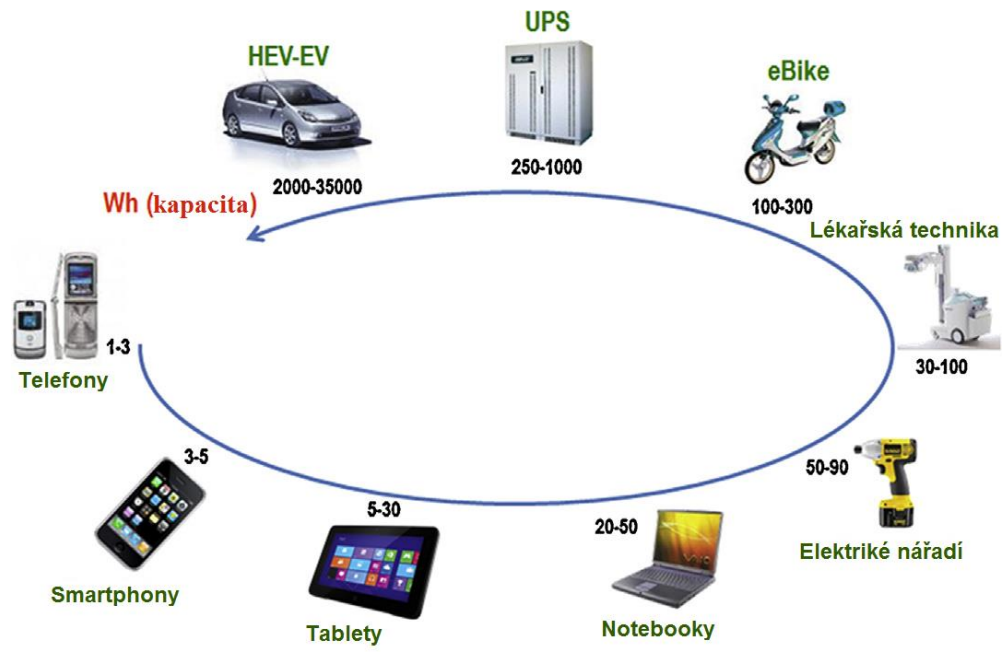 UPS
HEV-EV
eBike
250-1000
2000-35000
100-300
Wh (kapacita)
Lékařská technika
1-3
30-100
Telefony
3-5
50-90
5-30
20-50
Elektriké nářadí
Smartphony
Tablety
Notebooky